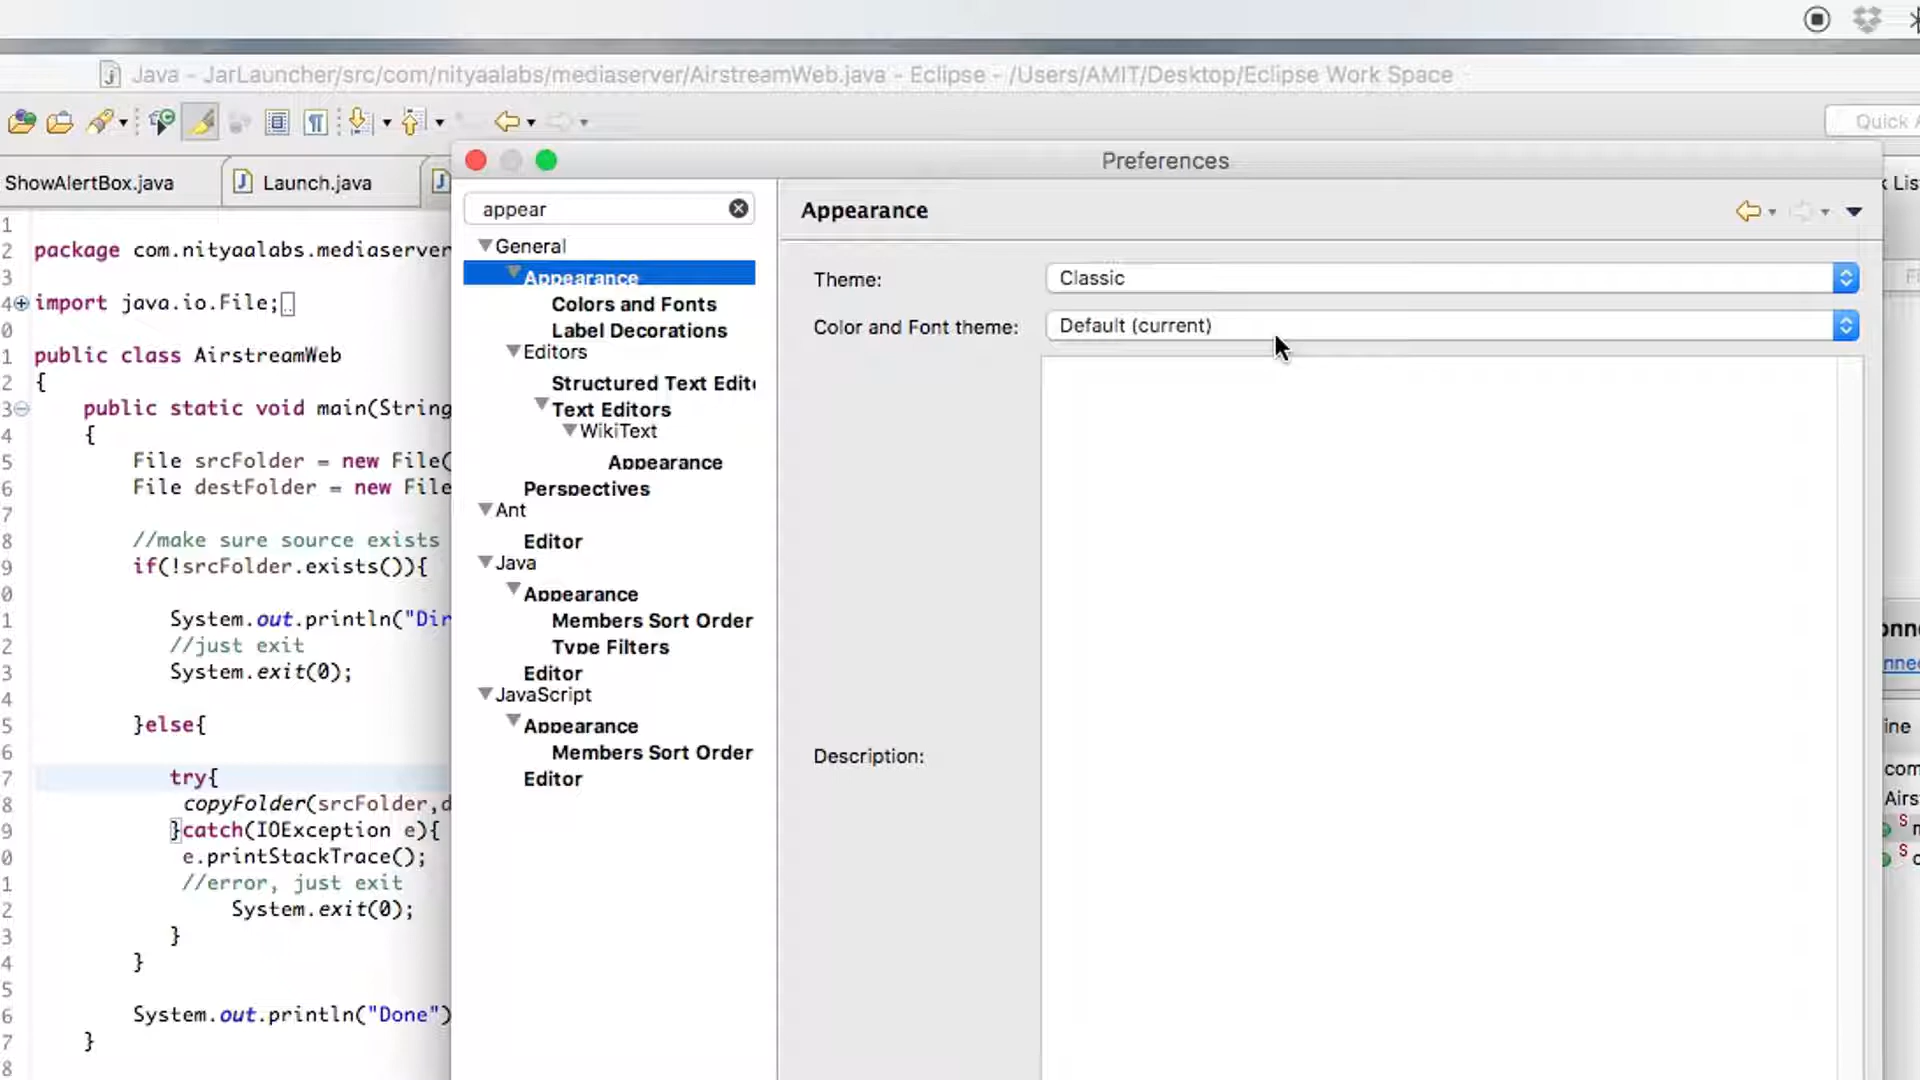 Java - JarLauncher/src/com/nityaalabs/mediaserver/AirstreamWeb.java - Eclipse - /Users/AMIT/Desktop/Eclipse Work Space
Quick A
ShowAlertBox.java
Launch.java
Preferences
appear
General
Appearance
Colors and Fonts
Label Decorations
Editors
Structured Text Edit
Text Editors
WikiText
Appearance
Perspectives
Ant
Editor
Java
Appearance
Members Sort Order
Type Filters
Editor
JavaScript
Appearance
Members Sort Order
Editor
Appearance
Theme:
Classic
Color and Font theme:
Default (current)
Description:
1
2 package com.nityaalabs.mediaserver
3
4 import java.io.File;
0
1 public class AirstreamWeb
2 {
3 public static void main(String
4 {
5 File srcFolder = new File(
6 File destFolder = new File
7
8 //make sure source exists
9 if(!srcFolder.exists()){
0
1 System.out.println("Dir
2 //just exit
3 System.exit(0);
4
5 }else{
6
7 try{
8 copyFolder(srcFolder,d
9 }catch(IOException e){
0 e.printStackTrace();
1 //error, just exit
2 System.exit(0);
3 }
4 }
5
6 System.out.println("Done")
7 }
8
k Lis
onne
nnec
ine
com
Airs